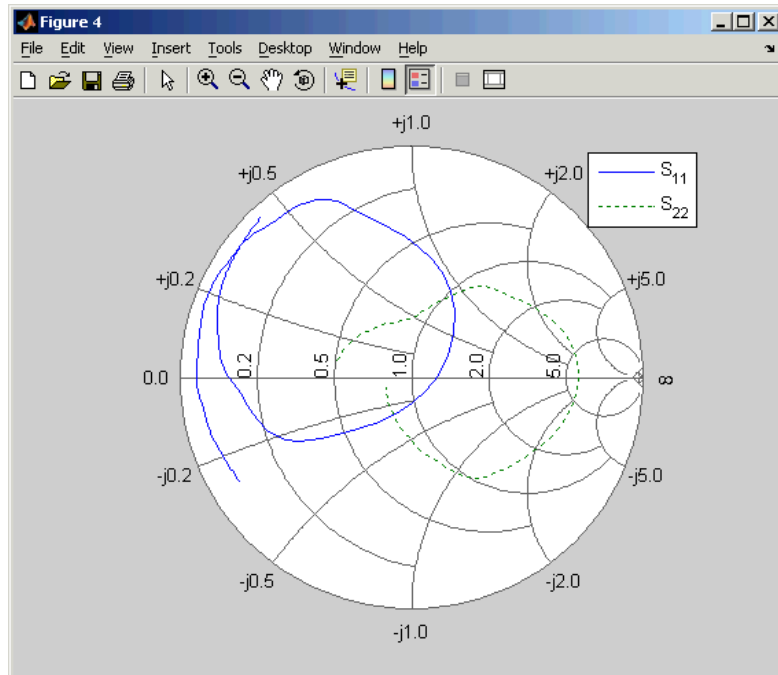 Figure 4
File Edit View Insert Tools Desktop Window Help
+j1.0
+j0.5
+j2.0
S11
S22
+j0.2
+j5.0
0.0
0.2
0.5
1.0
2.0
5.0
∞
-j0.2
-j5.0
-j0.5
-j2.0
-j1.0